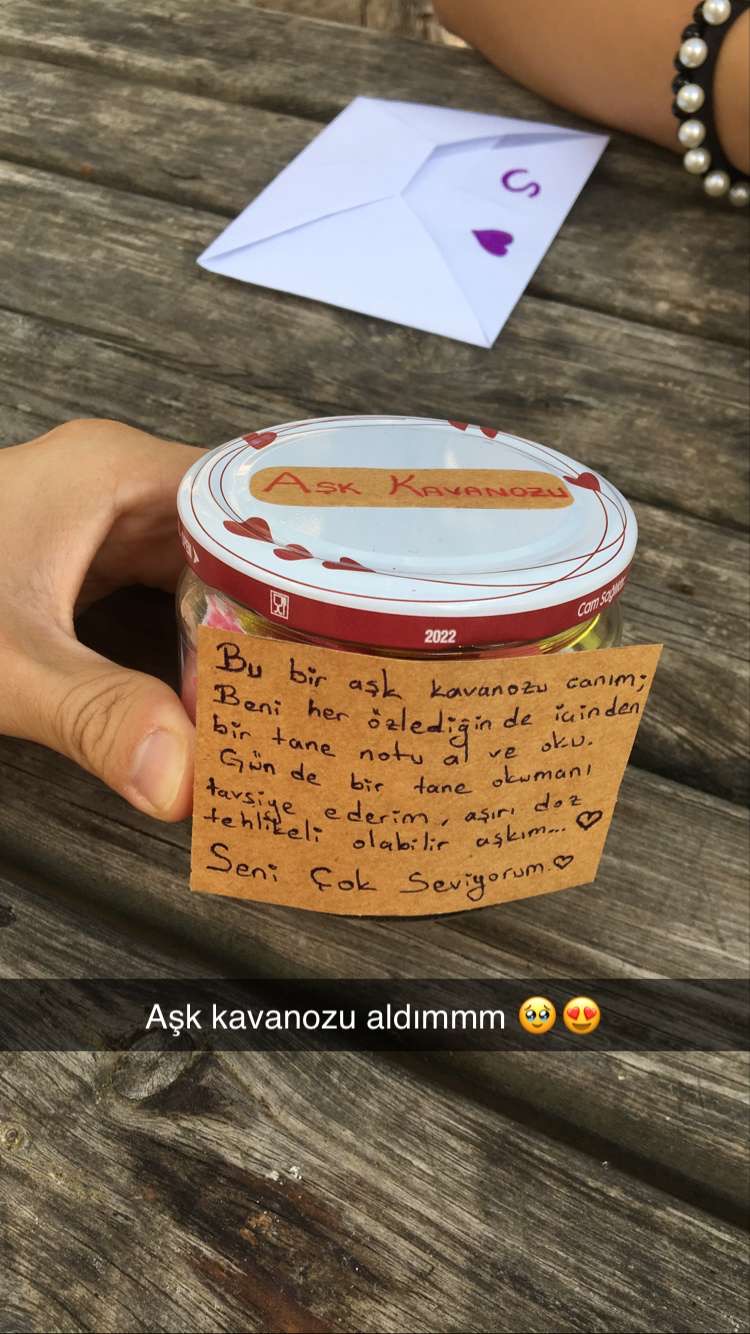 S
Aşk Kavanozu
Cam Sağlıktır
2022
Bu bir aşk kavanozu canım;
Beni her özlediğin de içinden
bir tane notu al ve oku.
Gün de bir tane okumanı
tavsiye ederim, aşırı doz
tehlikeli olabilir aşkım... ♡
Seni Çok Seviyorum.♡
Aşk kavanozu aldımmm 🥹😍